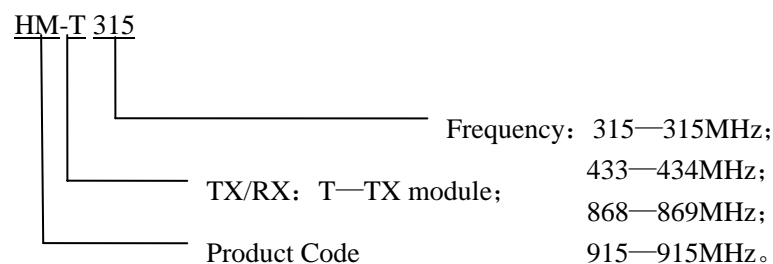 HM-T 315
Frequency：315—315MHz；
433—434MHz；
TX/RX：T—TX module；
868—869MHz；
Product Code 915—915MHz。